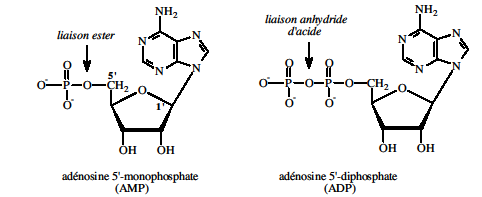 NH2
liaison ester
N
N
N
N
O
O-
P
O
CH2
5'
O
O-
1'
OH
OH
adénosine 5'-monophosphate
(AMP)
NH2
liaison anhydride
d'acide
N
N
N
N
O
O
O-
P
O
P
O
CH2
O
O-
O-
OH
OH
adénosine 5'-diphosphate
(ADP)